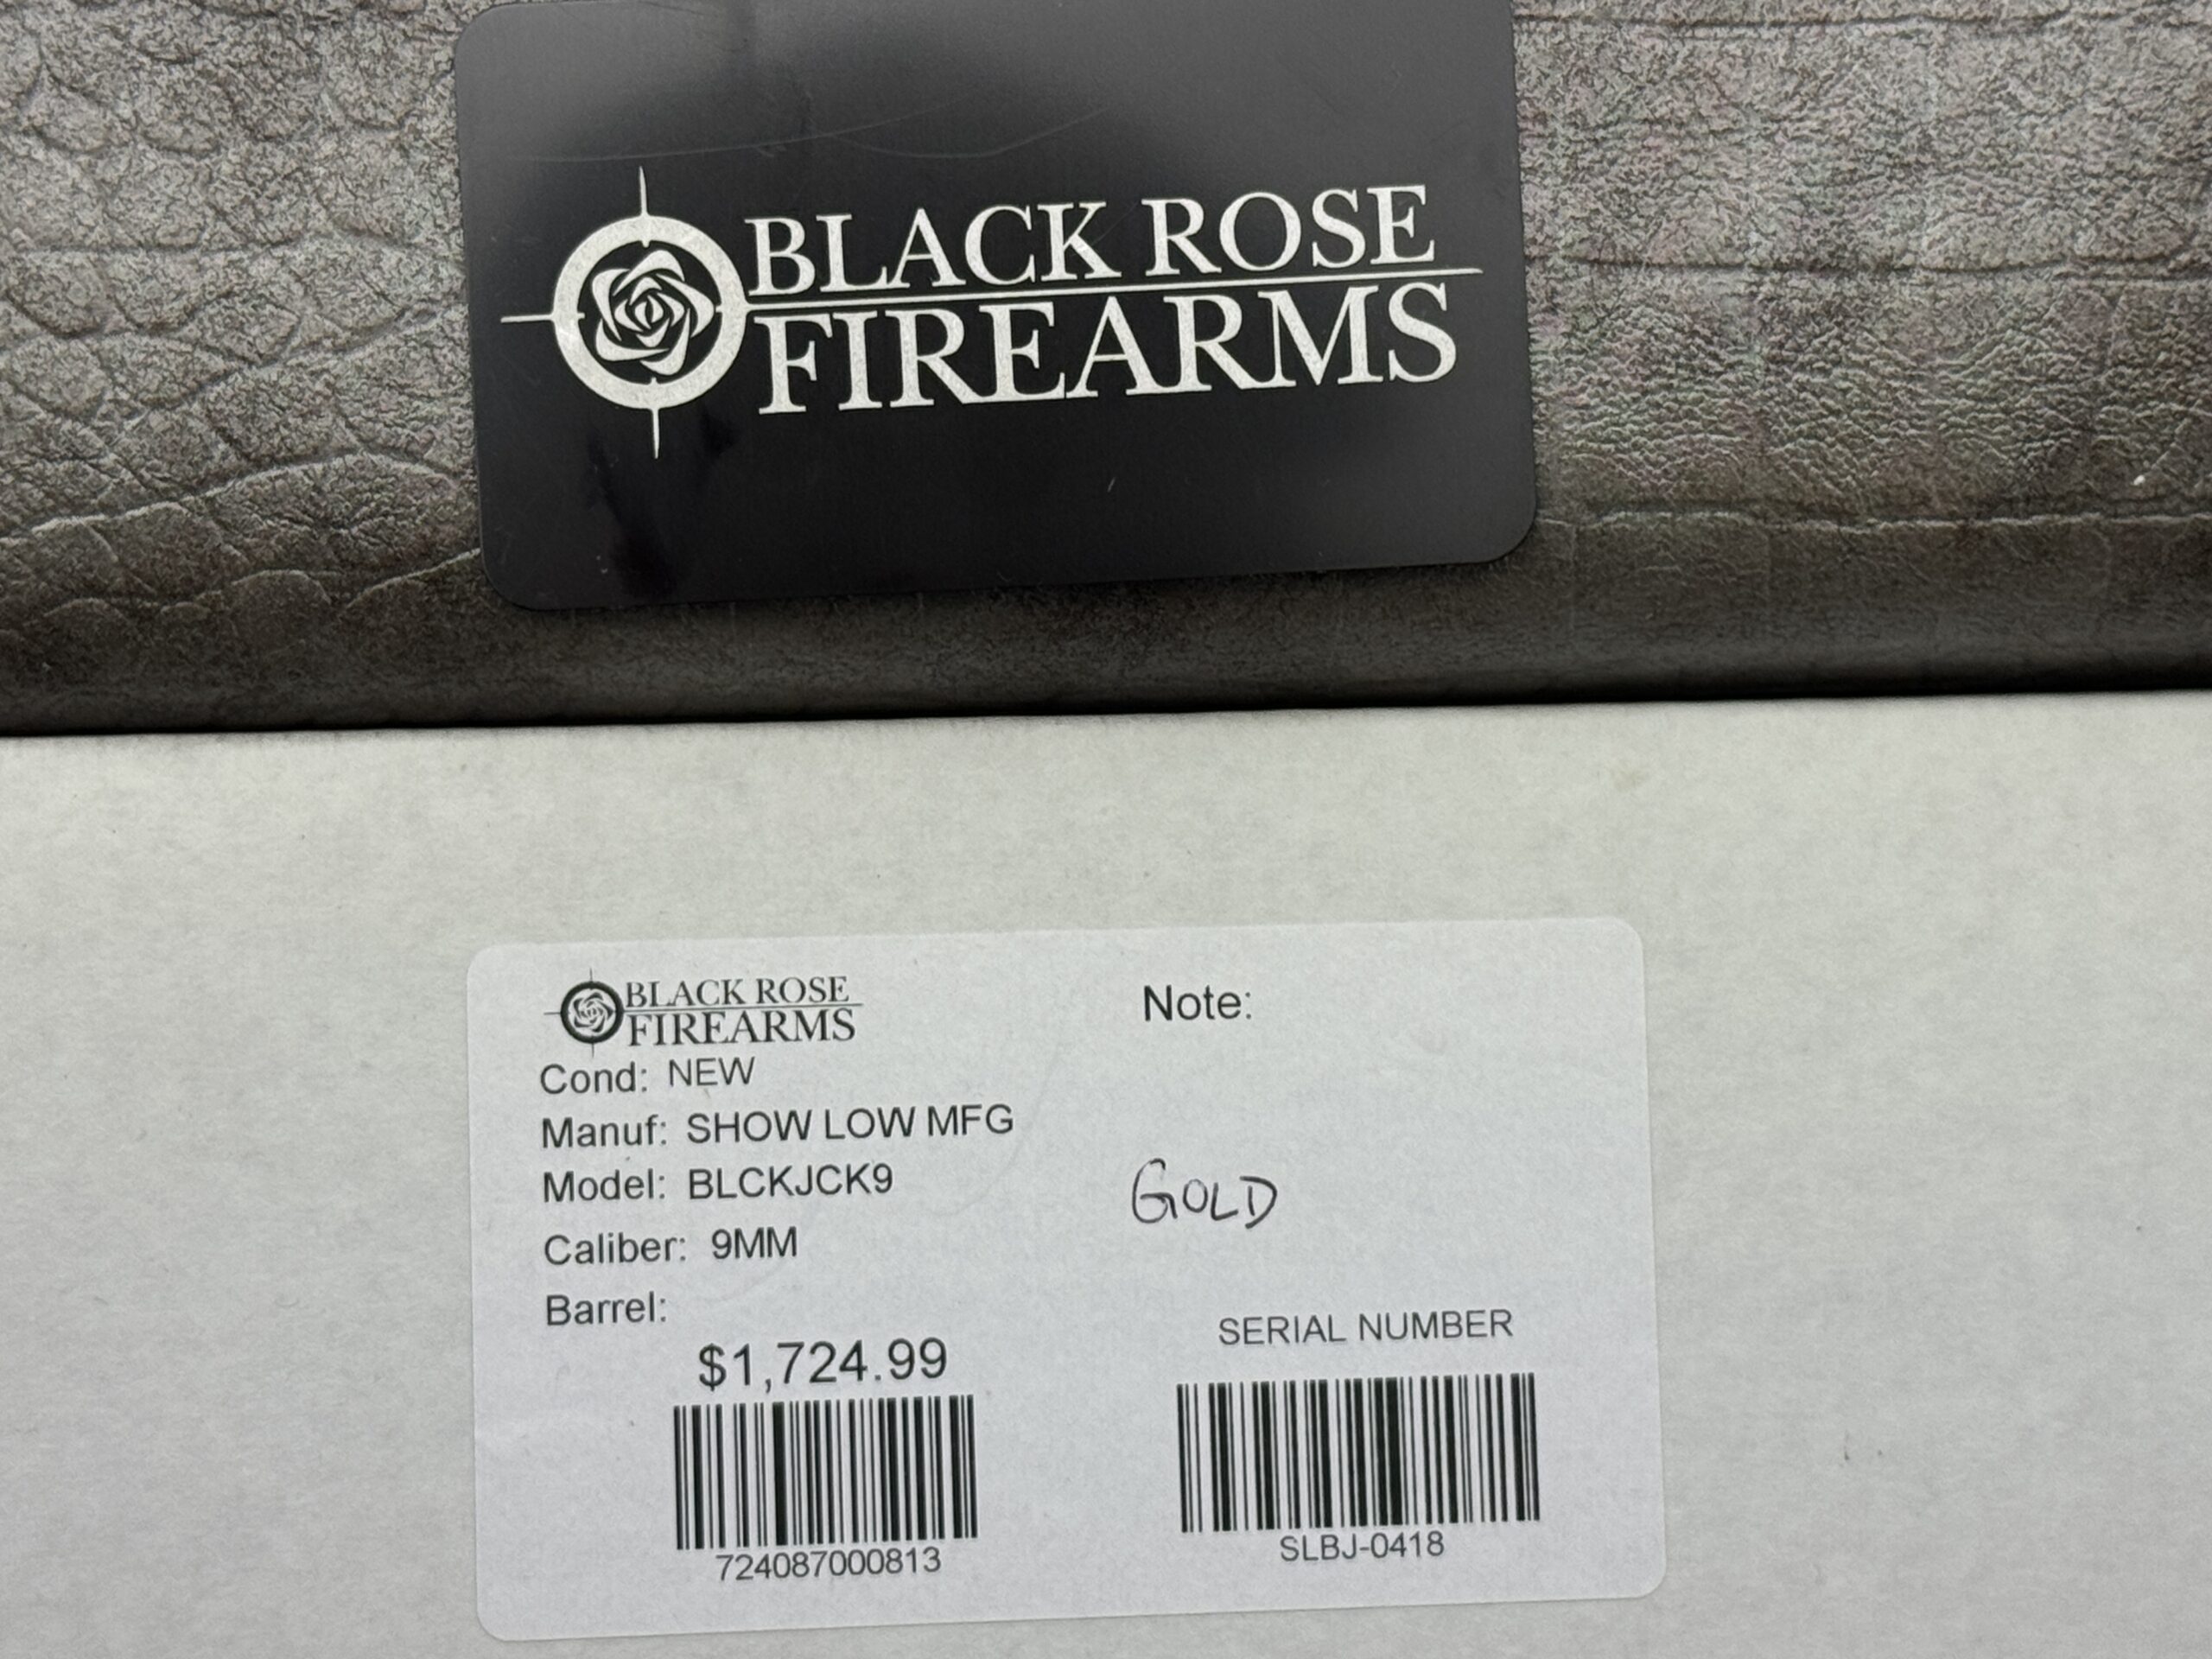 BLACK ROSE
FIREARMS
BLACK ROSE
FIREARMS
Cond: NEW
Manuf: SHOW LOW MFG
Model: BLCKJCK9
Caliber: 9MM
Barrel:
$1,724.99
724087000813
Note:
GOLD
SERIAL NUMBER
SLBJ-0418